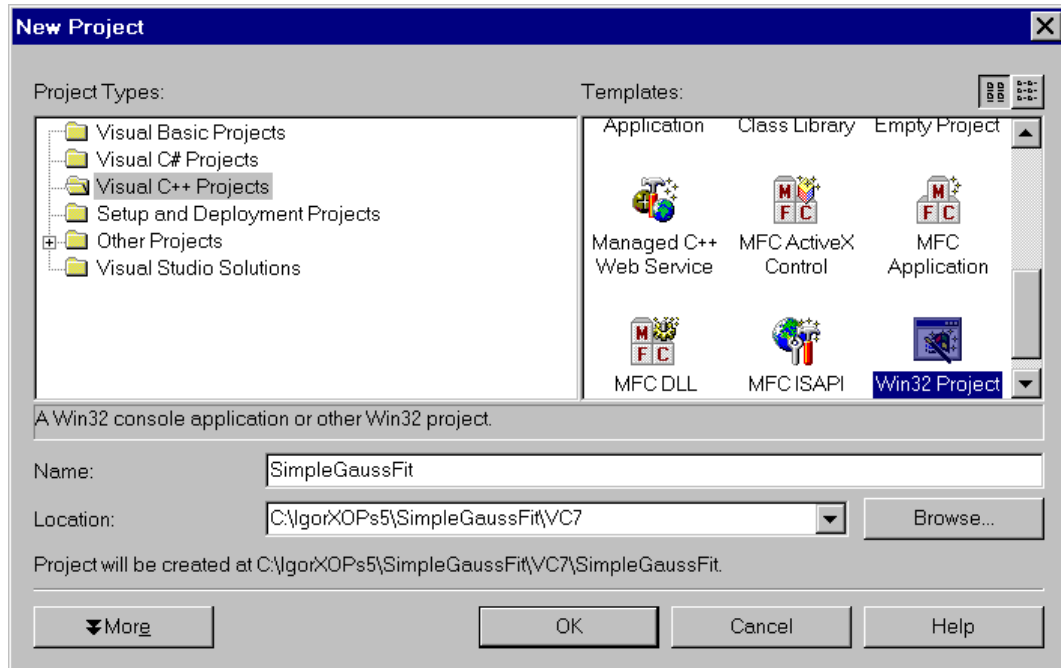 New Project
Project Types:
Templates:
Visual Basic Projects
Visual C# Projects
Visual C++ Projects
Setup and Deployment Projects
Other Projects
Visual Studio Solutions
Application
Class Library
Empty Project
Managed C++
Web Service
MFC ActiveX
Control
MFC
Application
MFC DLL
MFC ISAPI
Win32 Project
A Win32 console application or other Win32 project.
Name:
SimpleGaussFit
Location:
C:\IgorXOPs5\SimpleGaussFit\VC7
Browse...
Project will be created at C:\IgorXOPs5\SimpleGaussFit\VC7\SimpleGaussFit.
More
OK
Cancel
Help